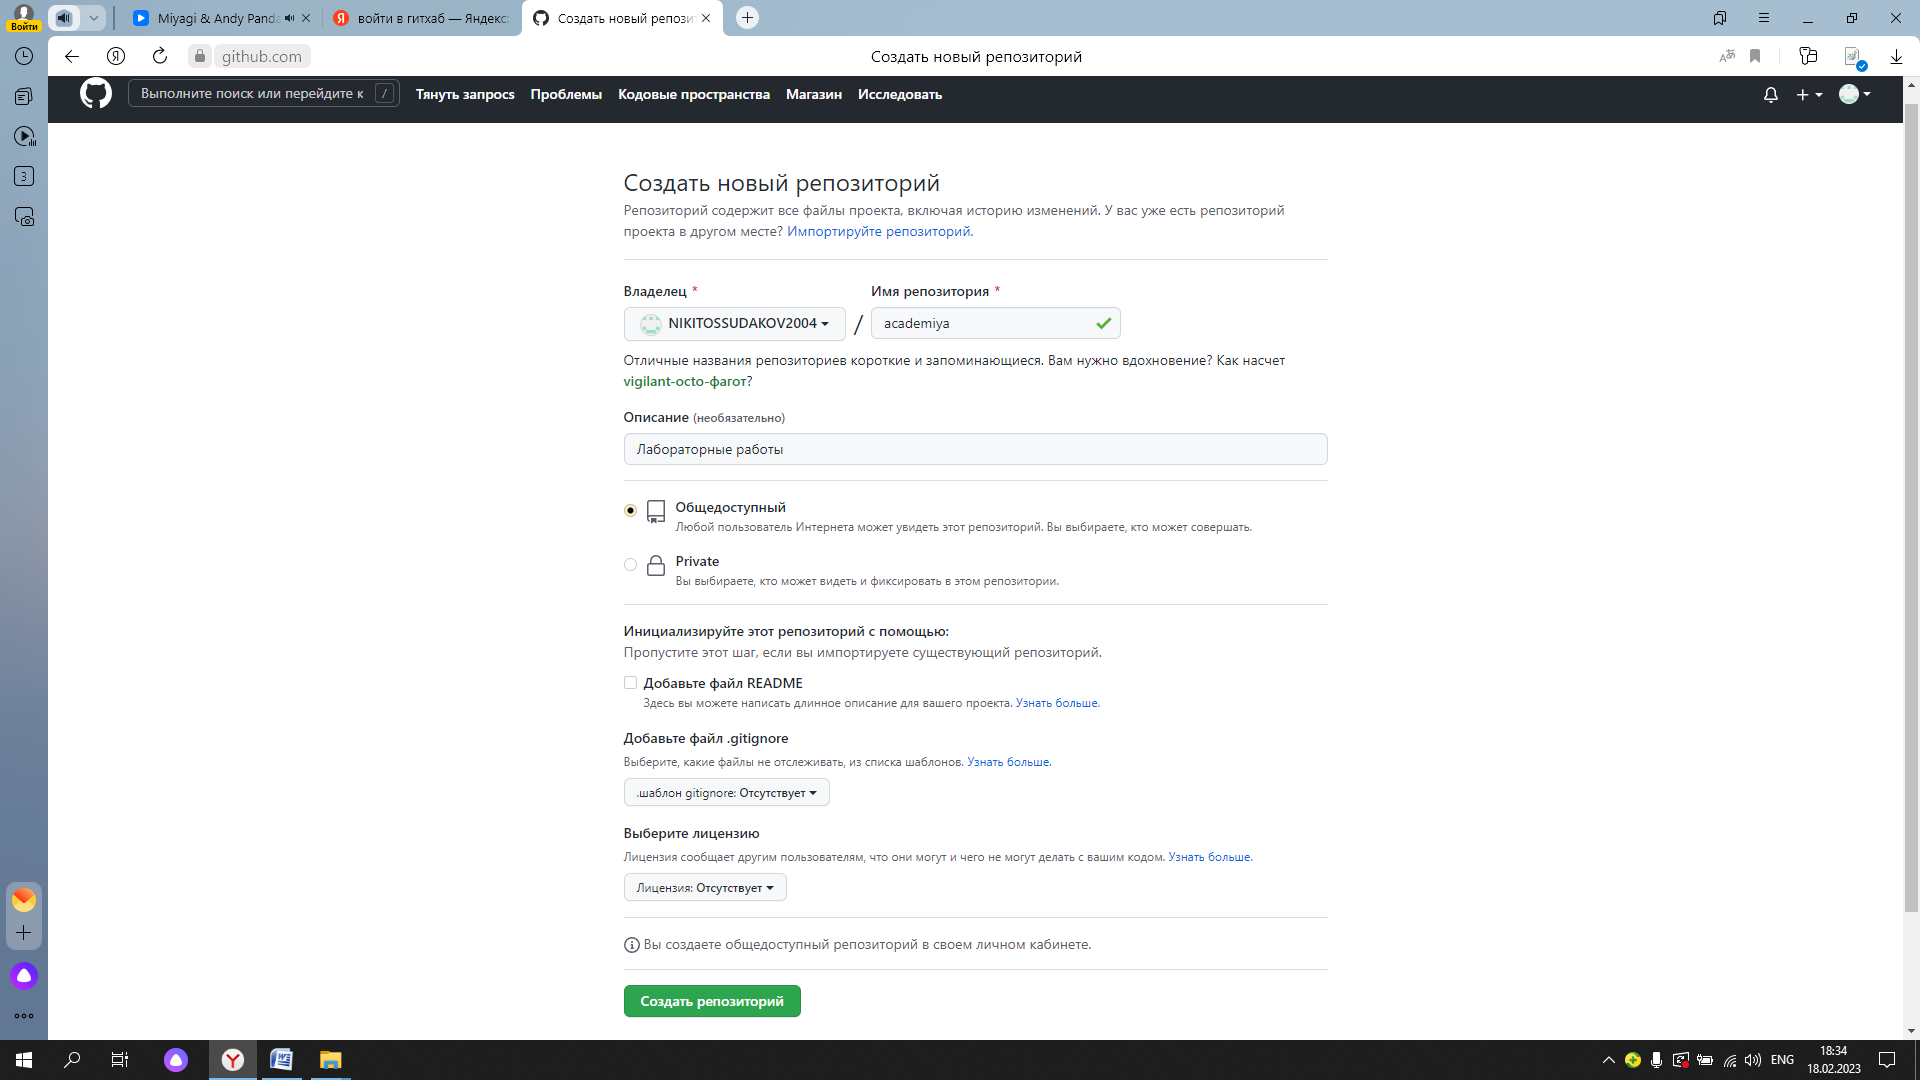 Войти
Miyagi & Andy Panda
войти в гитхаб — Яндекс
Создать новый репози
github.com
Создать новый репозиторий
Выполните поиск или перейдите к /
Тянуть запросс Проблемы Кодовые пространства Магазин Исследовать
3
Создать новый репозиторий
Репозиторий содержит все файлы проекта, включая историю изменений. У вас уже есть репозиторий
проекта в другом месте? Импортируйте репозиторий.
Владелец *
Имя репозитория *
NIKITOSSUDAKOV2004 / academiya
Отличные названия репозиториев короткие и запоминающиеся. Вам нужно вдохновение? Как насчет
vigilant-octo-фагот?
Описание (необязательно)
Лабораторные работы
Общедоступный
Любой пользователь Интернета может увидеть этот репозиторий. Вы выбираете, кто может совершать.
Private
Вы выбираете, кто может видеть и фиксировать в этом репозитории.
Инициализируйте этот репозиторий с помощью:
Пропустите этот шаг, если вы импортируете существующий репозиторий.
Добавьте файл README
Здесь вы можете написать длинное описание для вашего проекта. Узнать больше.
Добавьте файл .gitignore
Выберите, какие файлы не отслеживать, из списка шаблонов. Узнать больше.
.шаблон gitignore: Отсутствует
Выберите лицензию
Лицензия сообщает другим пользователям, что они могут и чего не могут делать с вашим кодом. Узнать больше.
Лицензия: Отсутствует
Вы создаете общедоступный репозиторий в своем личном кабинете.
Создать репозиторий
ENG
18:34
18.02.2023